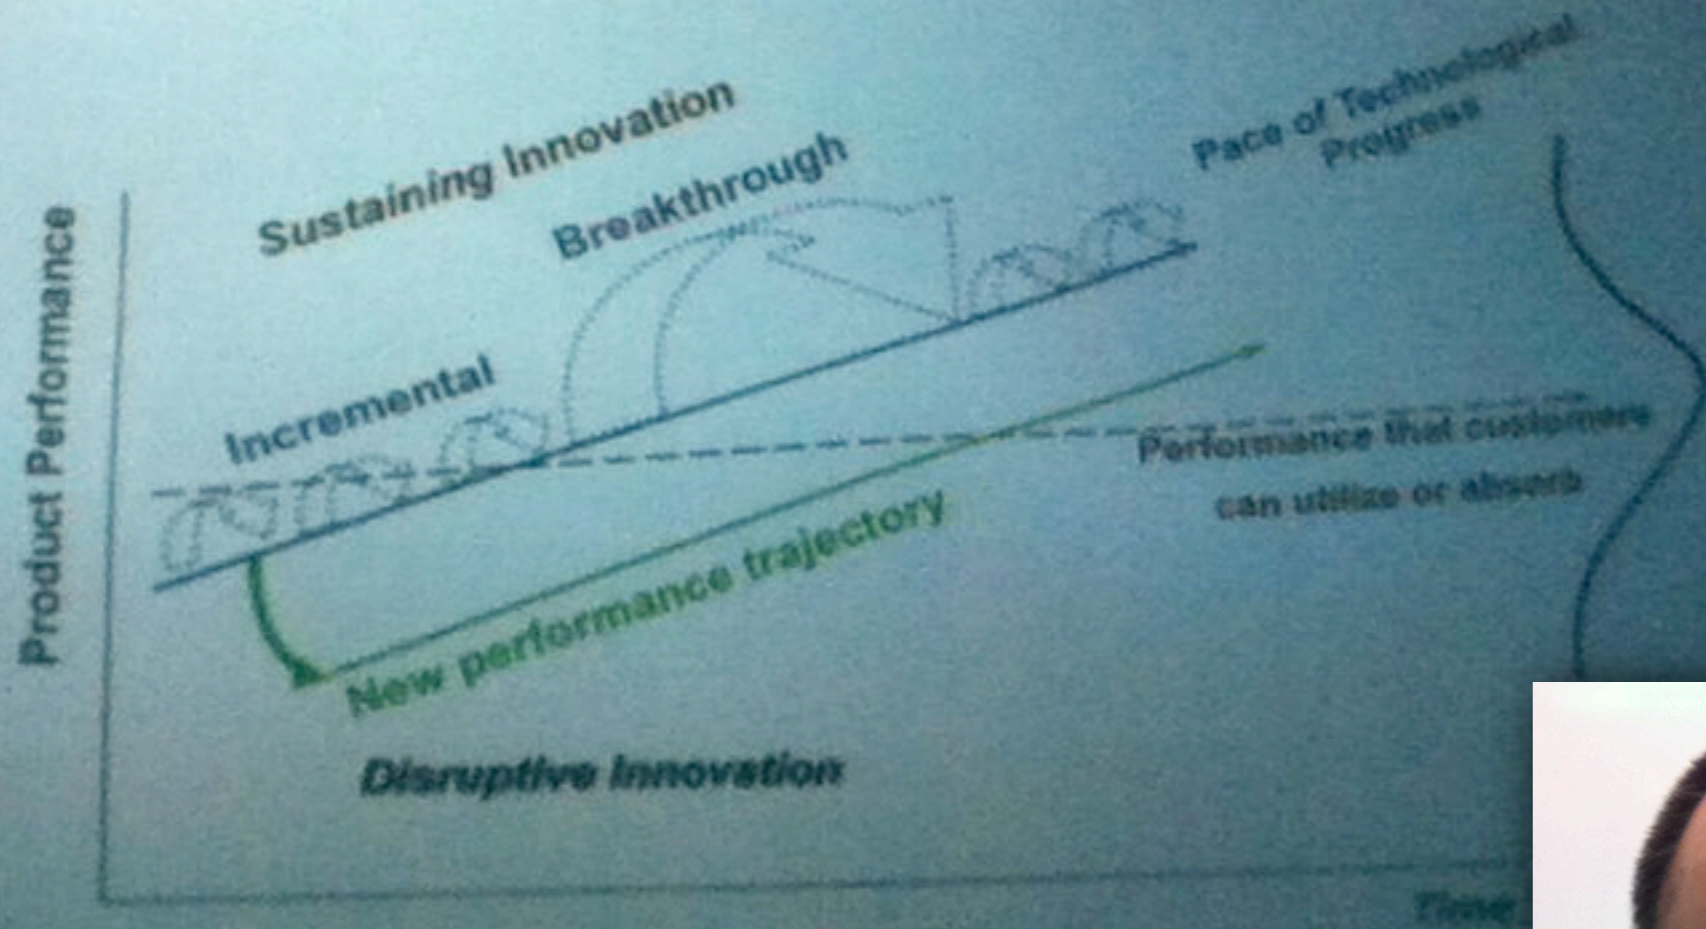 Sustaining Innovation
Breakthrough
Pace of Technological
Progress
Product Performance
Incremental
Performance that customers
can utilize or absorb
New performance trajectory
Disruptive Innovation
Time